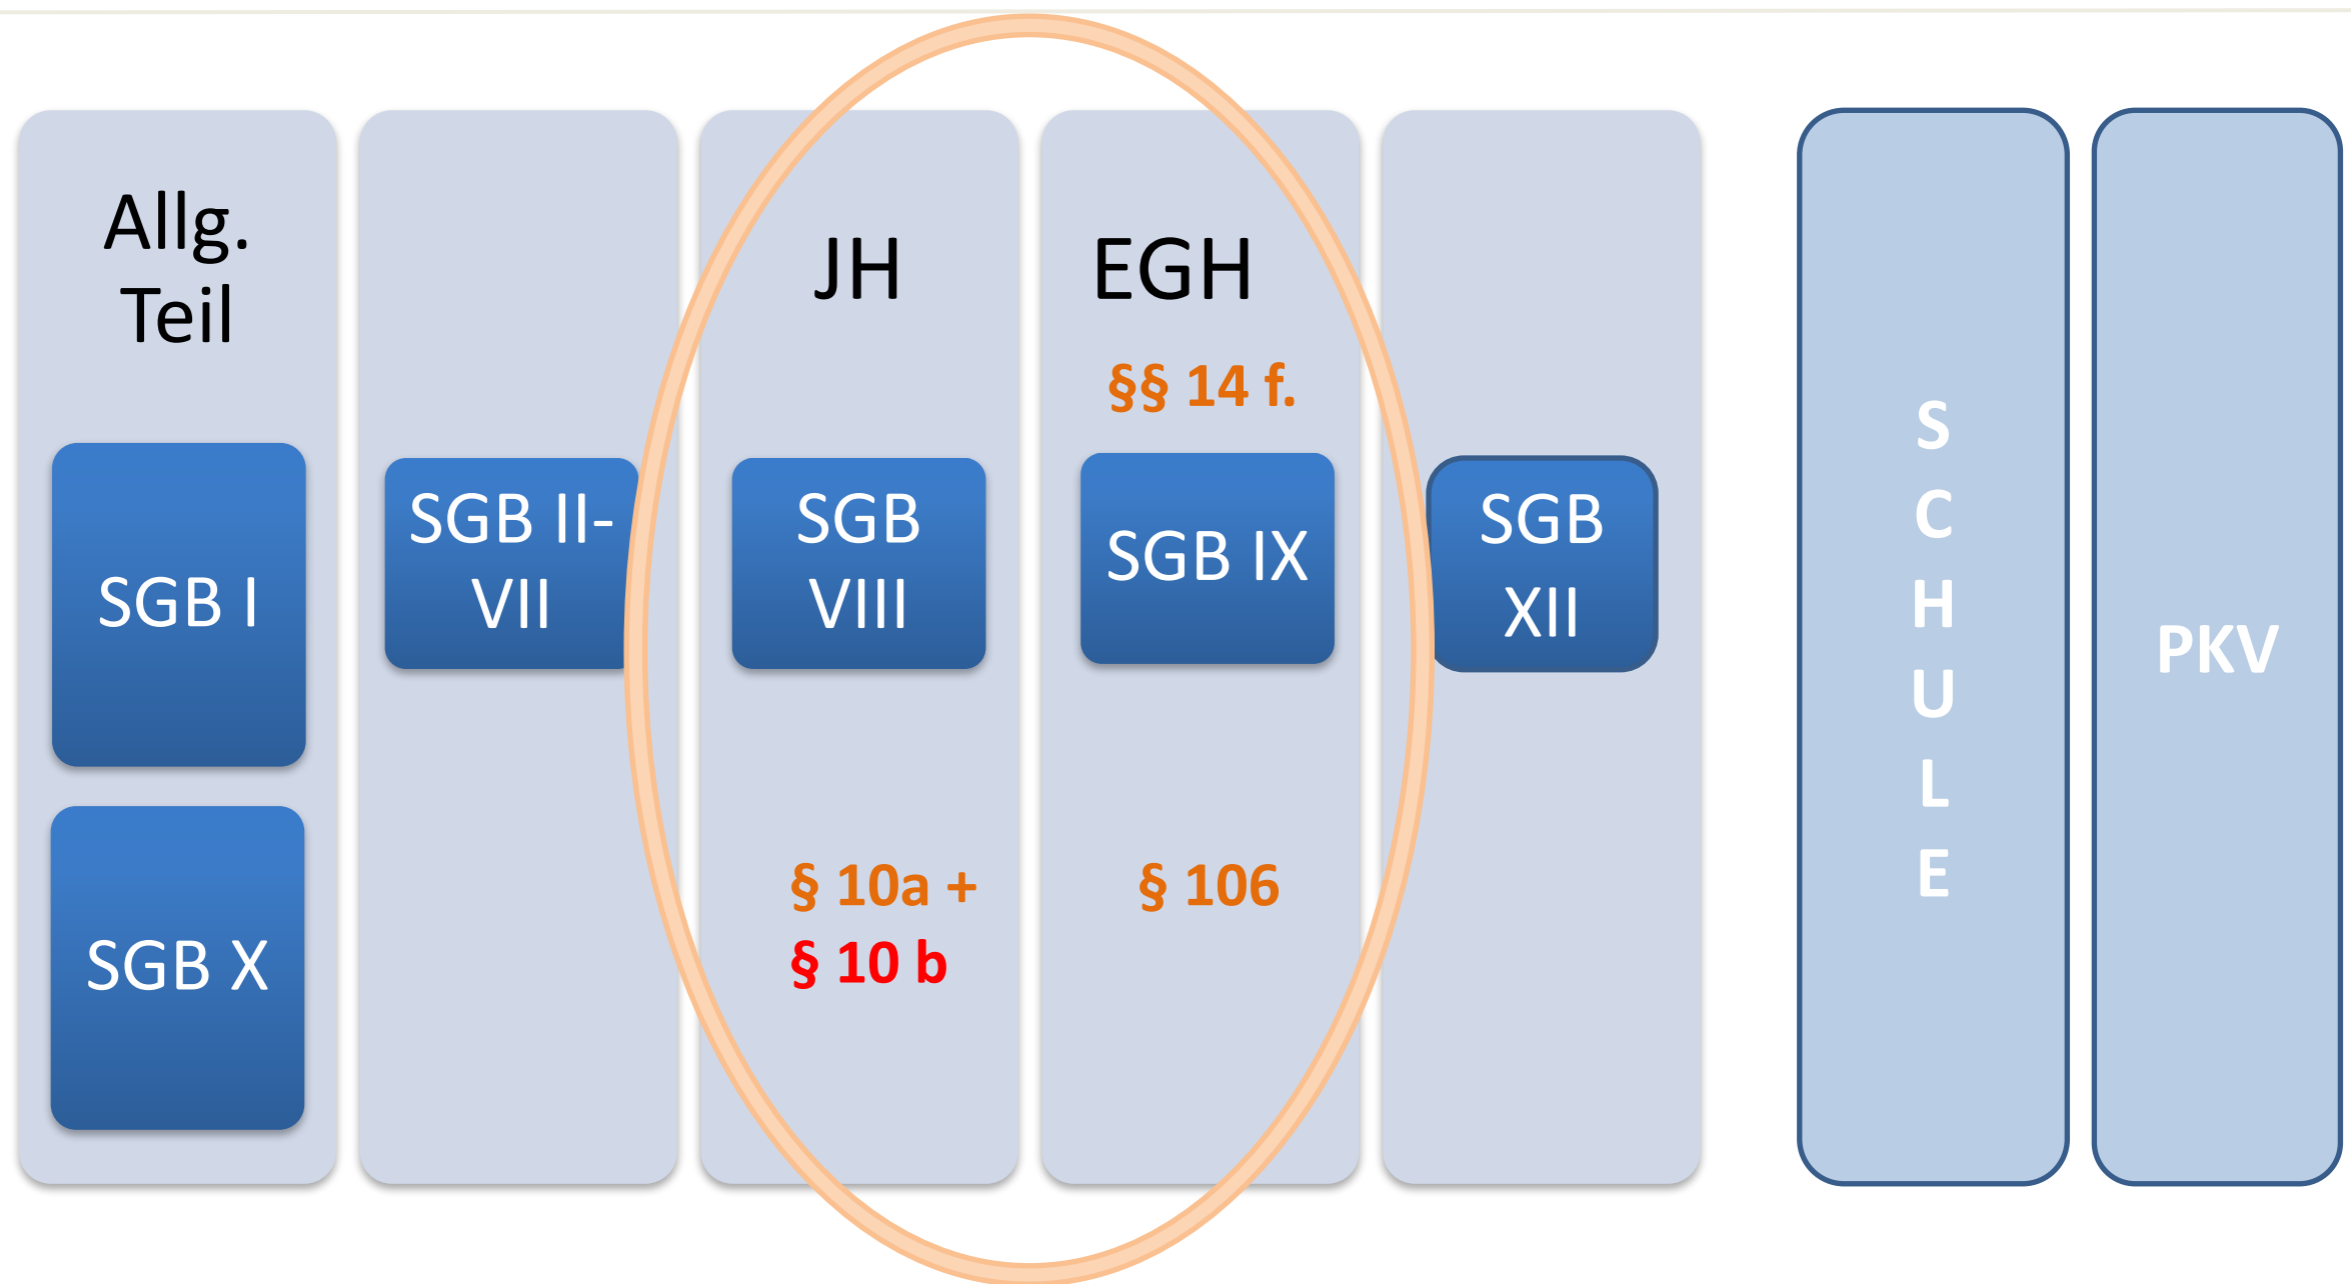 Allg.
Teil
SGB I
SGB X
SGB II-
VII
JH
SGB
VIII
§ 10a +
§ 10 b
EGH
§§ 14 f.
SGB IX
§ 106
SGB
XII
S
C
H
U
L
E
PKV